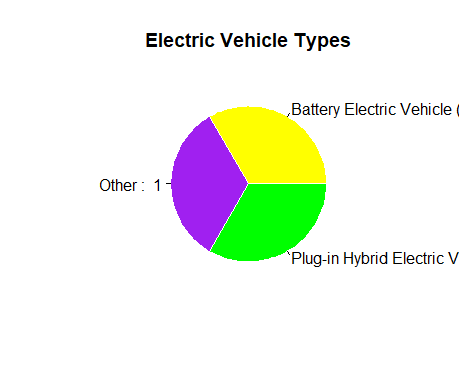 Electric Vehicle Types
Battery Electric Vehicle (
Other :  1
Plug-in Hybrid Electric V